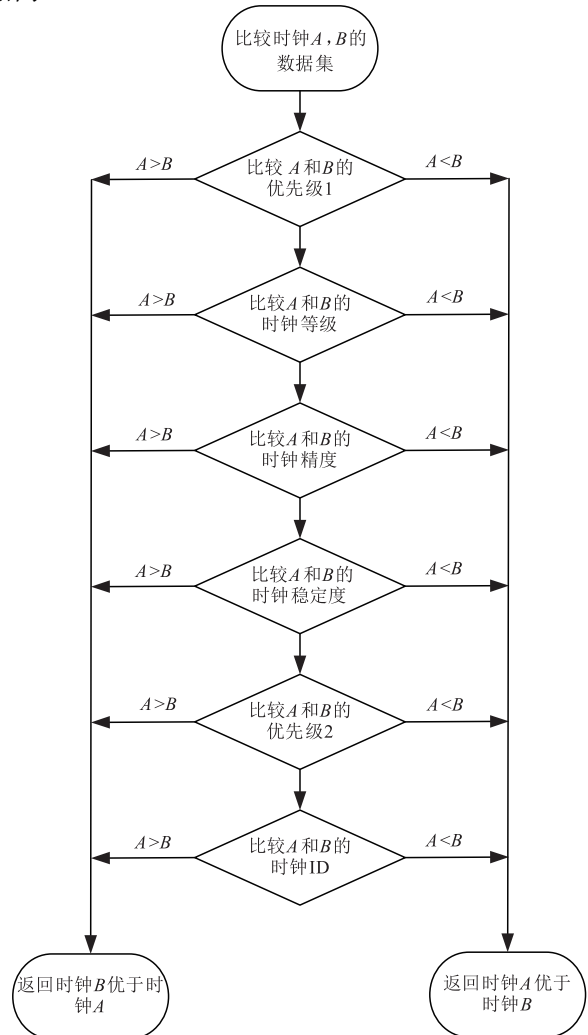 比较时钟A,B的
数据集
A>B
比较 A和B的
优先级1
A<B
A>B
比较A和B的
时钟等级
A<B
A>B
比较A和B的
时钟精度
A<B
A>B
比较A和B的
时钟稳定度
A<B
A>B
比较A和B的
优先级2
A<B
A>B
比较A和B的
时钟ID
A<B
返回时钟B优于时
钟A
返回时钟A优于
时钟B